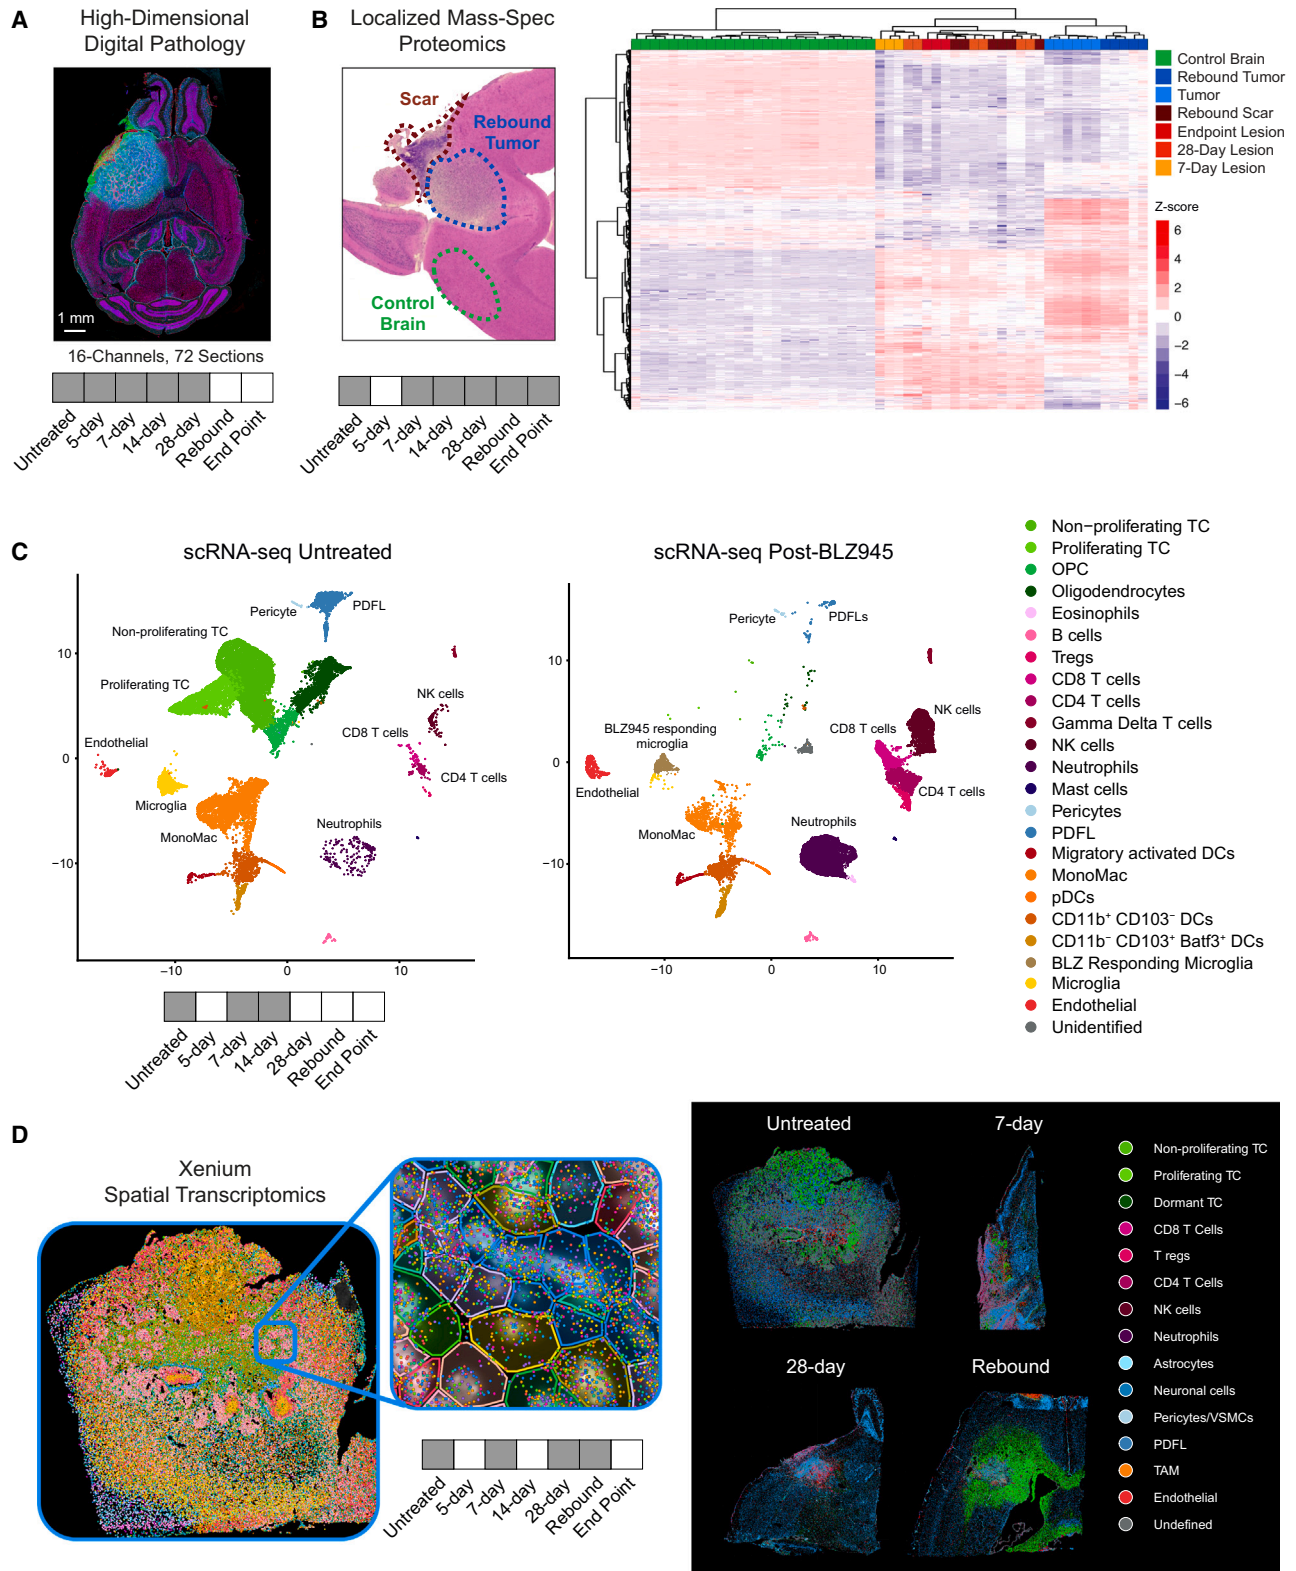 A
High-Dimensional
Digital Pathology
1 mm
16-Channels, 72 Sections
Untreated
5-day
7-day
14-day
28-day
Rebound
End Point
B
Localized Mass-Spec
Proteomics
Scar
Rebound
Tumor
Control
Brain
Untreated
5-day
7-day
14-day
28-day
Rebound
End Point
Control Brain
Rebound Tumor
Tumor
Rebound Scar
Endpoint Lesion
28-Day Lesion
7-Day Lesion
Z-score
6
4
2
0
−2
−4
−6
C
scRNA-seq Untreated
Pericyte
PDFL
Non-proliferating TC
Proliferating TC
NK cells
CD8 T cells
CD4 T cells
Endothelial
Microglia
MonoMac
Neutrophils
10
0
−10
−10
0
10
Untreated
5-day
7-day
14-day
28-day
Rebound
End Point
scRNA-seq Post-BLZ945
Pericyte
PDFLs
NK cells
CD8 T cells
BLZ945 responding
microglia
Endothelial
CD4 T cells
MonoMac
Neutrophils
10
0
−10
−10
0
10
Non−proliferating TC
Proliferating TC
OPC
Oligodendrocytes
Eosinophils
B cells
Tregs
CD8 T cells
CD4 T cells
Gamma Delta T cells
NK cells
Neutrophils
Mast cells
Pericytes
PDFL
Migratory activated DCs
MonoMac
pDCs
CD11b⁺ CD103⁻ DCs
CD11b⁻ CD103⁺ Batf3⁺ DCs
BLZ Responding Microglia
Microglia
Endothelial
Unidentified
D
Xenium
Spatial Transcriptomics
Untreated
5-day
7-day
14-day
28-day
Rebound
End Point
Untreated
7-day
28-day
Rebound
Non-proliferating TC
Proliferating TC
Dormant TC
CD8 T Cells
T regs
CD4 T Cells
NK cells
Neutrophils
Astrocytes
Neuronal cells
Pericytes/VSMCs
PDFL
TAM
Endothelial
Undefined